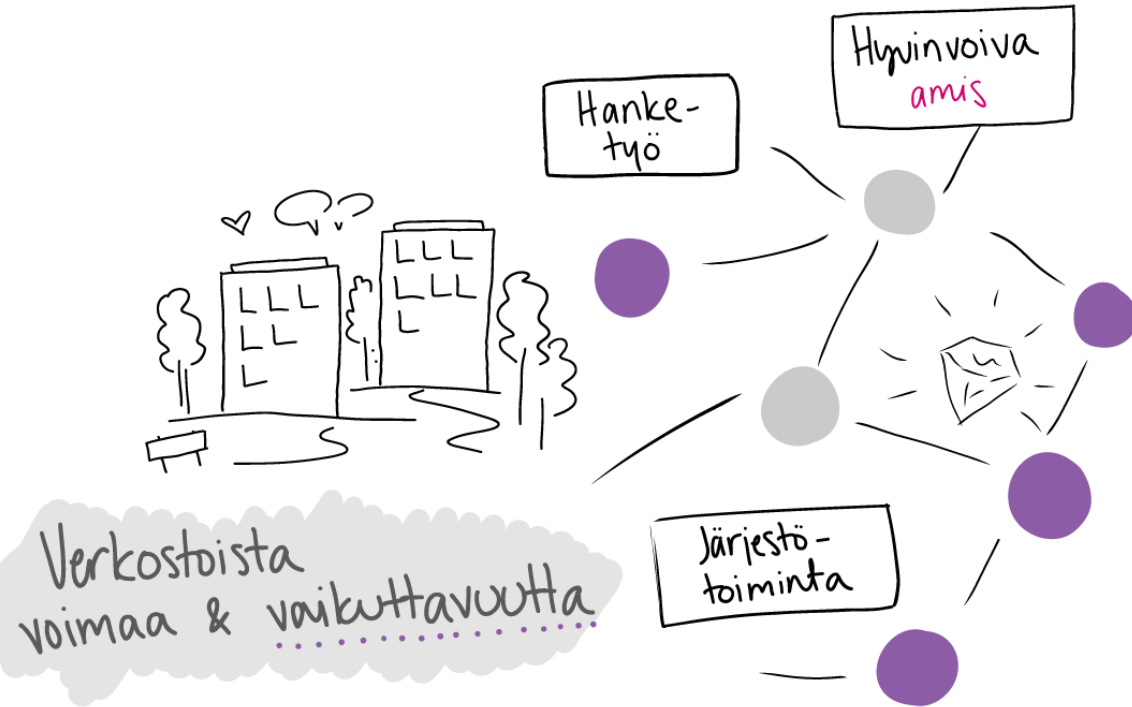 Hyvinvoiva
amis
Hanke-
työ
Verkostoista
voimaa & vaikuttavuutta
Järjestö-
toiminta